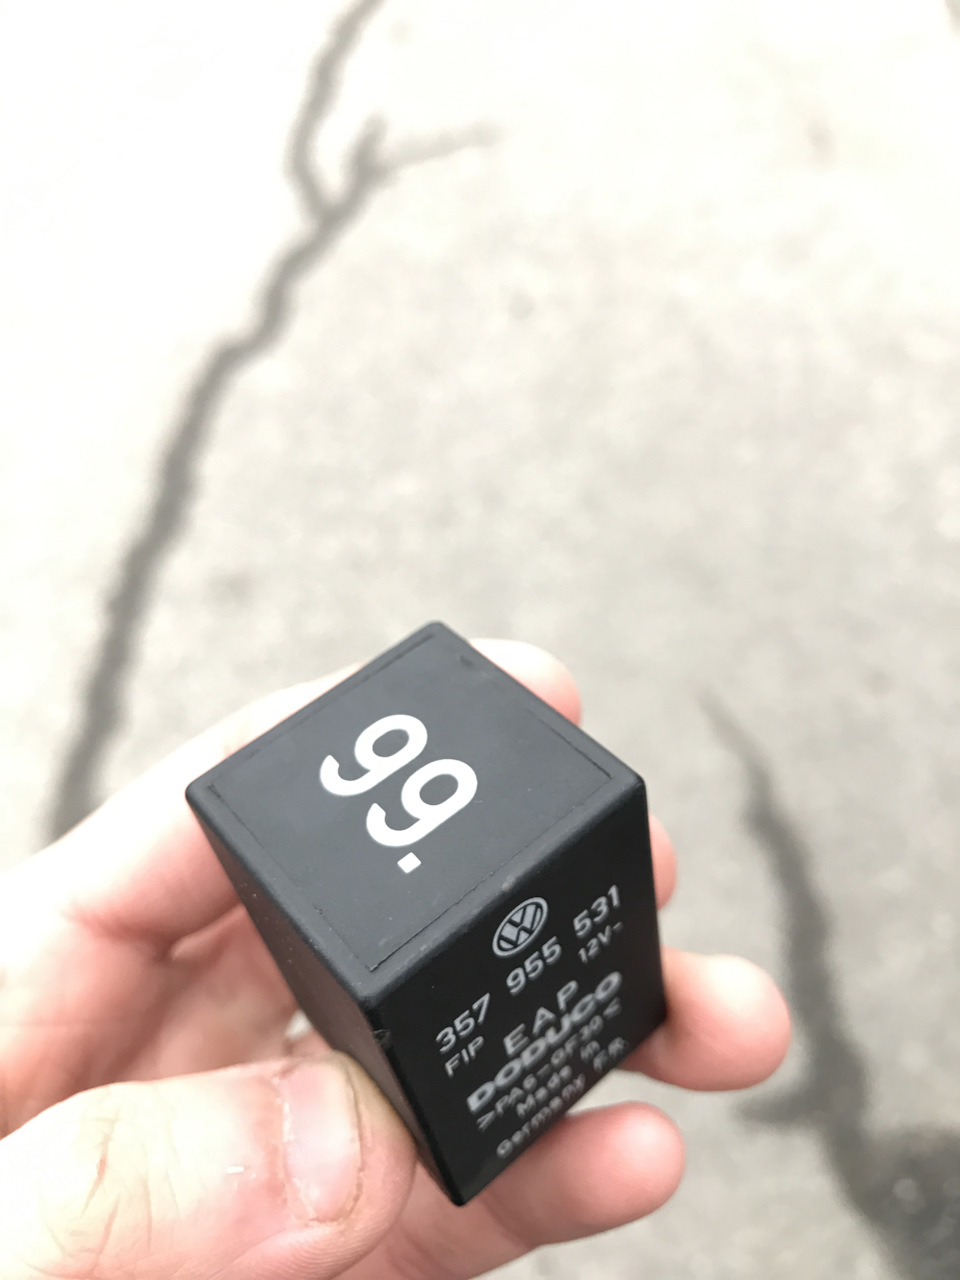 99.
357 955 531
FIP 12V-
EAP
DODUCO
>PA6-GF30<
Made in
Germany